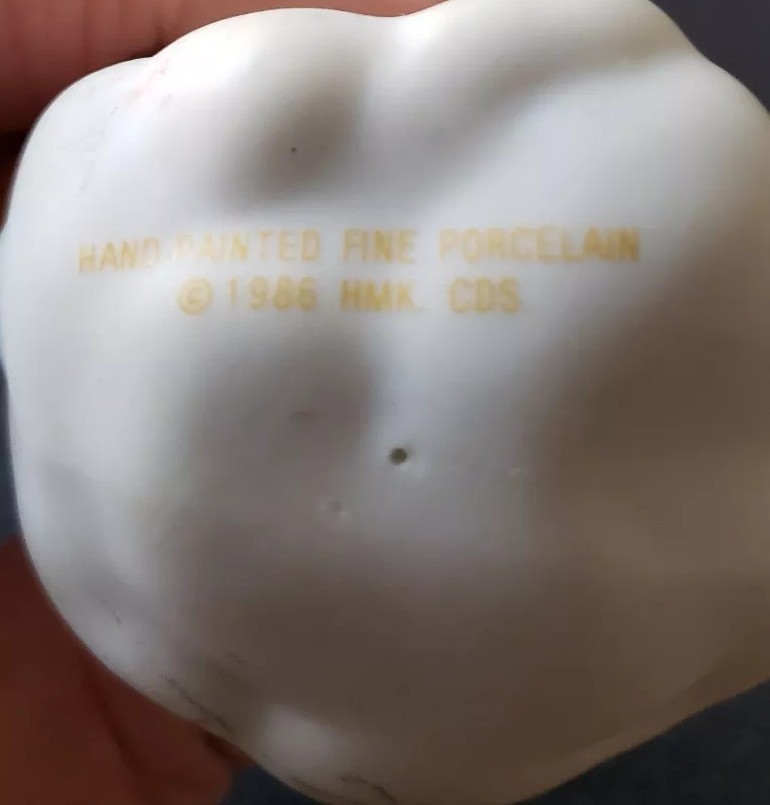 HAND PAINTED FINE PORCELAIN
© 1986 HMK. CDS